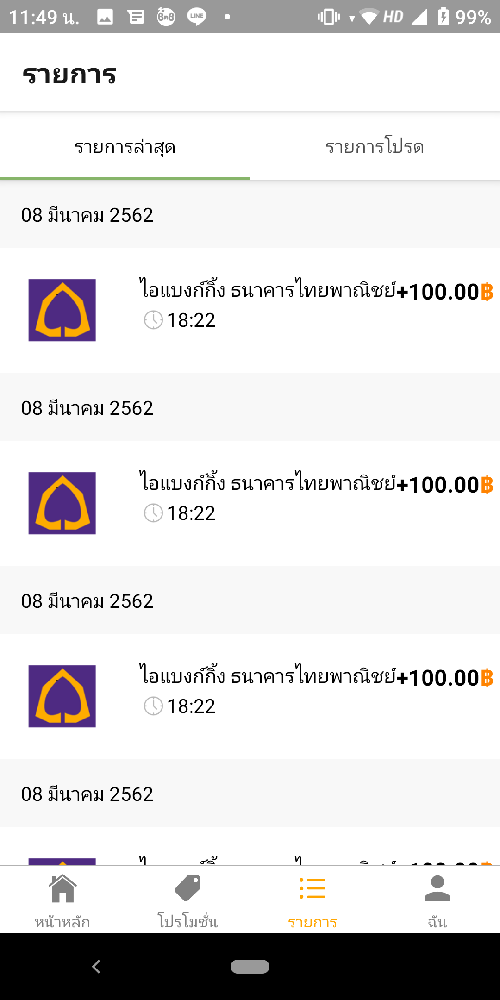 11:49 น. BnB LINE HD 99%
รายการ
รายการล่าสุด รายการโปรด
08 มีนาคม 2562
ไอแบงก์กิ้ง ธนาคารไทยพาณิชย์+100.00฿
18:22
08 มีนาคม 2562
ไอแบงก์กิ้ง ธนาคารไทยพาณิชย์+100.00฿
18:22
08 มีนาคม 2562
ไอแบงก์กิ้ง ธนาคารไทยพาณิชย์+100.00฿
18:22
08 มีนาคม 2562
หน้าหลัก โปรโมชั่น รายการ ฉัน